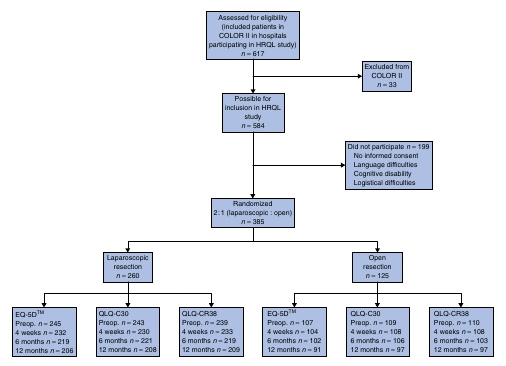 Assessed for eligibility
(included patients in
COLOR II in hospitals
participating in HRQL study)
n = 617
Excluded from
COLOR II
n = 33
Possible for
inclusion in HRQL
study
n = 584
Did not participate n = 199
No informed consent
Language difficulties
Cognitive disability
Logistical difficulties
Randomized
2 : 1 (laparoscopic : open)
n = 385
Laparoscopic
resection
n = 260
Open
resection
n = 125
EQ-5D™
Preop. n = 245
4 weeks n = 232
6 months n = 219
12 months n = 206
QLQ-C30
Preop. n = 243
4 weeks n = 230
6 months n = 221
12 months n = 208
QLQ-CR38
Preop. n = 239
4 weeks n = 233
6 months n = 219
12 months n = 209
EQ-5D™
Preop. n = 107
4 weeks n = 104
6 months n = 102
12 months n = 91
QLQ-C30
Preop. n = 109
4 weeks n = 108
6 months n = 106
12 months n = 97
QLQ-CR38
Preop. n = 110
4 weeks n = 108
6 months n = 103
12 months n = 97